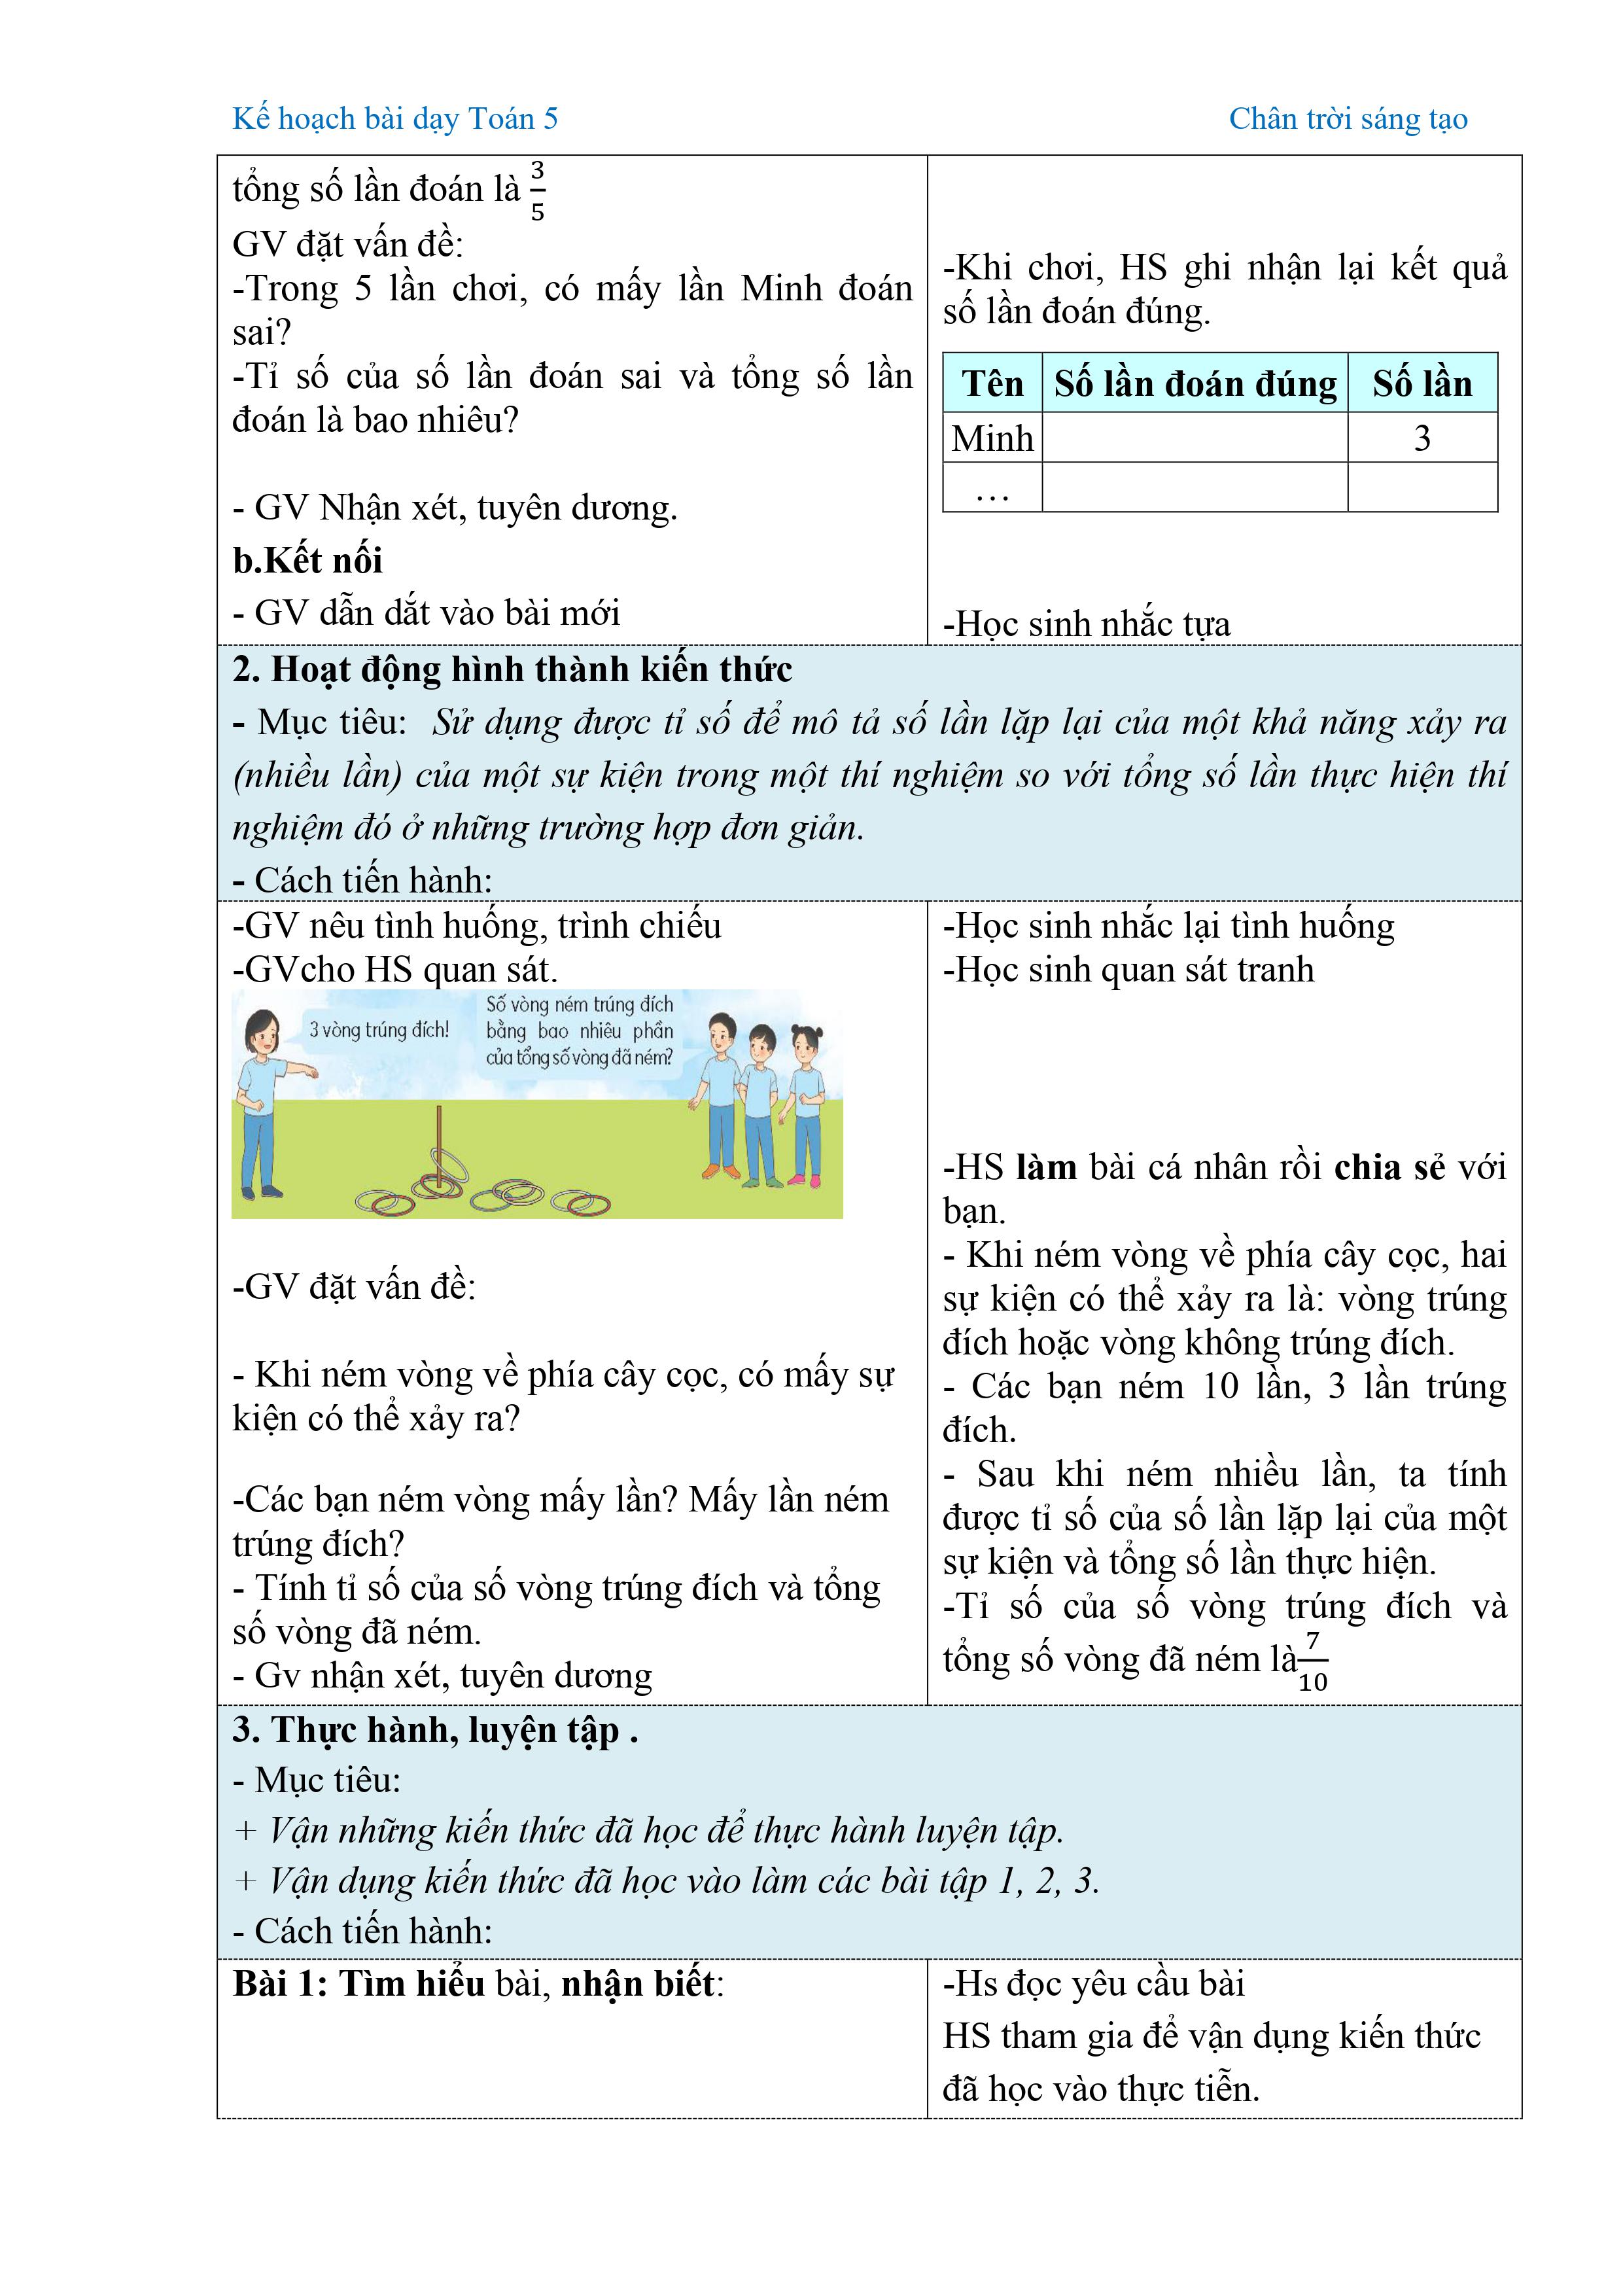 Kế hoạch bài dạy Toán 5 Chân trời sáng tạo
tổng số lần đoán là 3/5
GV đặt vấn đề:
-Trong 5 lần chơi, có mấy lần Minh đoán
sai?
-Tỉ số của số lần đoán sai và tổng số lần
đoán là bao nhiêu?
- GV Nhận xét, tuyên dương.
b.Kết nối
- GV dẫn dắt vào bài mới
-Khi chơi, HS ghi nhận lại kết quả
số lần đoán đúng.
Tên Số lần đoán đúng Số lần
Minh 3
…
-Học sinh nhắc tựa
2. Hoạt động hình thành kiến thức
- Mục tiêu: Sử dụng được tỉ số để mô tả số lần lặp lại của một khả năng xảy ra
(nhiều lần) của một sự kiện trong một thí nghiệm so với tổng số lần thực hiện thí
nghiệm đó ở những trường hợp đơn giản.
- Cách tiến hành:
-GV nêu tình huống, trình chiếu
-GVcho HS quan sát.
3 vòng trúng đích!
Số vòng ném trúng đích
bằng bao nhiêu phần
của tổng số vòng đã ném?
-GV đặt vấn đề:
- Khi ném vòng về phía cây cọc, có mấy sự
kiện có thể xảy ra?
-Các bạn ném vòng mấy lần? Mấy lần ném
trúng đích?
- Tính tỉ số của số vòng trúng đích và tổng
số vòng đã ném.
- Gv nhận xét, tuyên dương
-Học sinh nhắc lại tình huống
-Học sinh quan sát tranh
-HS làm bài cá nhân rồi chia sẻ với
bạn.
- Khi ném vòng về phía cây cọc, hai
sự kiện có thể xảy ra là: vòng trúng
đích hoặc vòng không trúng đích.
- Các bạn ném 10 lần, 3 lần trúng
đích.
- Sau khi ném nhiều lần, ta tính
được tỉ số của số lần lặp lại của một
sự kiện và tổng số lần thực hiện.
-Tỉ số của số vòng trúng đích và
tổng số vòng đã ném là 7/10
3. Thực hành, luyện tập .
- Mục tiêu:
+ Vận những kiến thức đã học để thực hành luyện tập.
+ Vận dụng kiến thức đã học vào làm các bài tập 1, 2, 3.
- Cách tiến hành:
Bài 1: Tìm hiểu bài, nhận biết:
-Hs đọc yêu cầu bài
HS tham gia để vận dụng kiến thức
đã học vào thực tiễn.